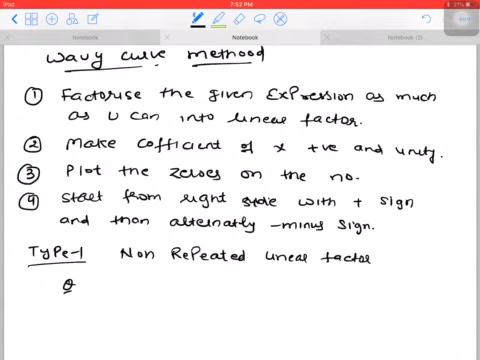 iPad 7:52 PM 21%
Notebook Notebook Notebook (2)
Wavy curve method
① Factorise the given Expression as much
as U can into linear factor.
② Make cofficient of x +ve and unity.
③ Plot the zeroes on the no.
④ start from right side with + sign
and then alternatly -minus sign.
Type-1 Non Repeated linear factor
Q